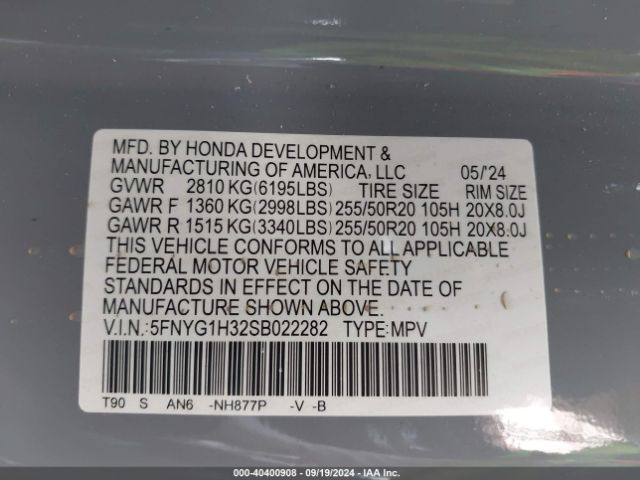 MFD. BY HONDA DEVELOPMENT &
MANUFACTURING OF AMERICA, LLC 05/'24
GVWR 2810 KG(6195LBS) TIRE SIZE RIM SIZE
GAWR F 1360 KG(2998LBS) 255/50R20 105H 20X8.0J
GAWR R 1515 KG(3340LBS) 255/50R20 105H 20X8.0J
THIS VEHICLE CONFORMS TO ALL APPLICABLE
FEDERAL MOTOR VEHICLE SAFETY
STANDARDS IN EFFECT ON THE DATE OF
MANUFACTURE SHOWN ABOVE.
V.I.N.:5FNYG1H32SB022282 TYPE:MPV
T90 S AN6 -NH877P -V -B
000-40400908 - 09/19/2024 - IAAI.COM